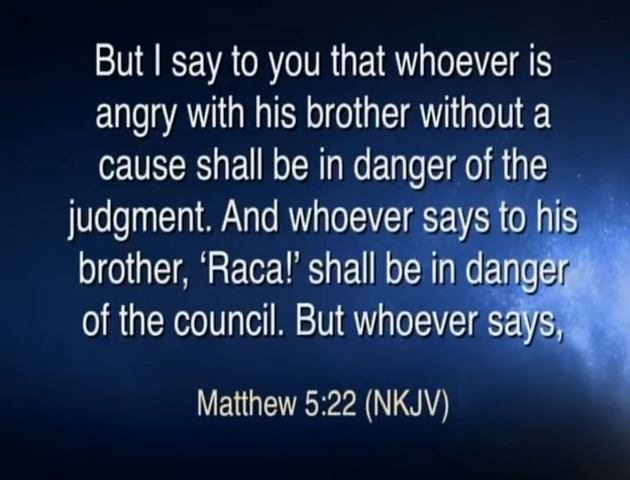 But I say to you that whoever is
angry with his brother without a
cause shall be in danger of the
judgment. And whoever says to his
brother, ‘Raca!’ shall be in danger
of the council. But whoever says,
Matthew 5:22 (NKJV)